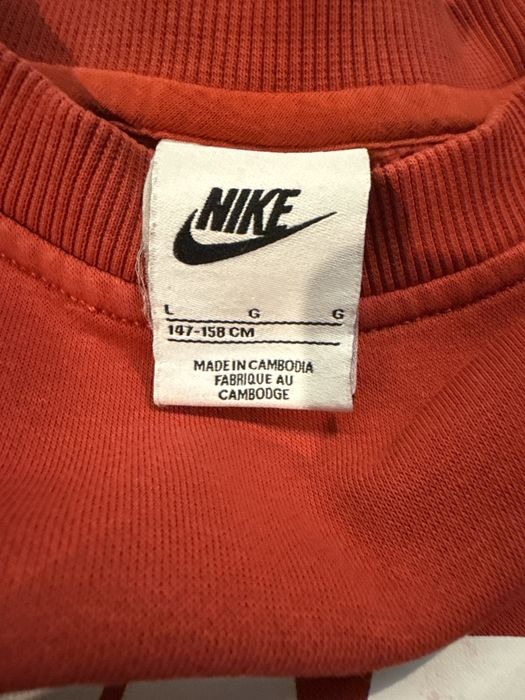 NIKE
L G G
147-158 CM
MADE IN CAMBODIA
FABRIQUE AU
CAMBODGE